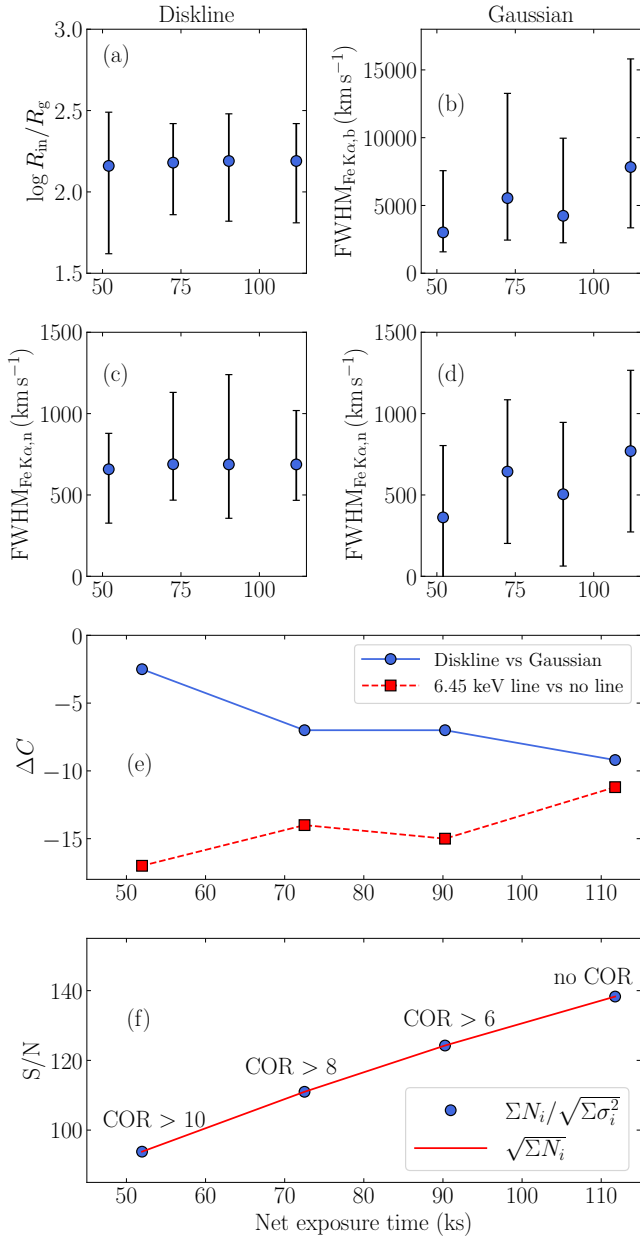 Diskline
Gaussian
3.0
2.5
2.0
1.5
log R_in/R_g
(a)
50
75
100
15000
10000
5000
0
FWHM_Fe Kα,b (km s⁻¹)
(b)
50
75
100
1500
1000
500
0
FWHM_Fe Kα,n (km s⁻¹)
(c)
50
75
100
1500
1000
500
0
FWHM_Fe Kα,n (km s⁻¹)
(d)
50
75
100
0
−5
−10
−15
ΔC
(e)
Diskline vs Gaussian
6.45 keV line vs no line
50
60
70
80
90
100
110
140
120
100
S/N
(f)
COR > 10
COR > 8
COR > 6
no COR
ΣN_i/√Σσ_i²
√ΣN_i
50
60
70
80
90
100
110
Net exposure time (ks)